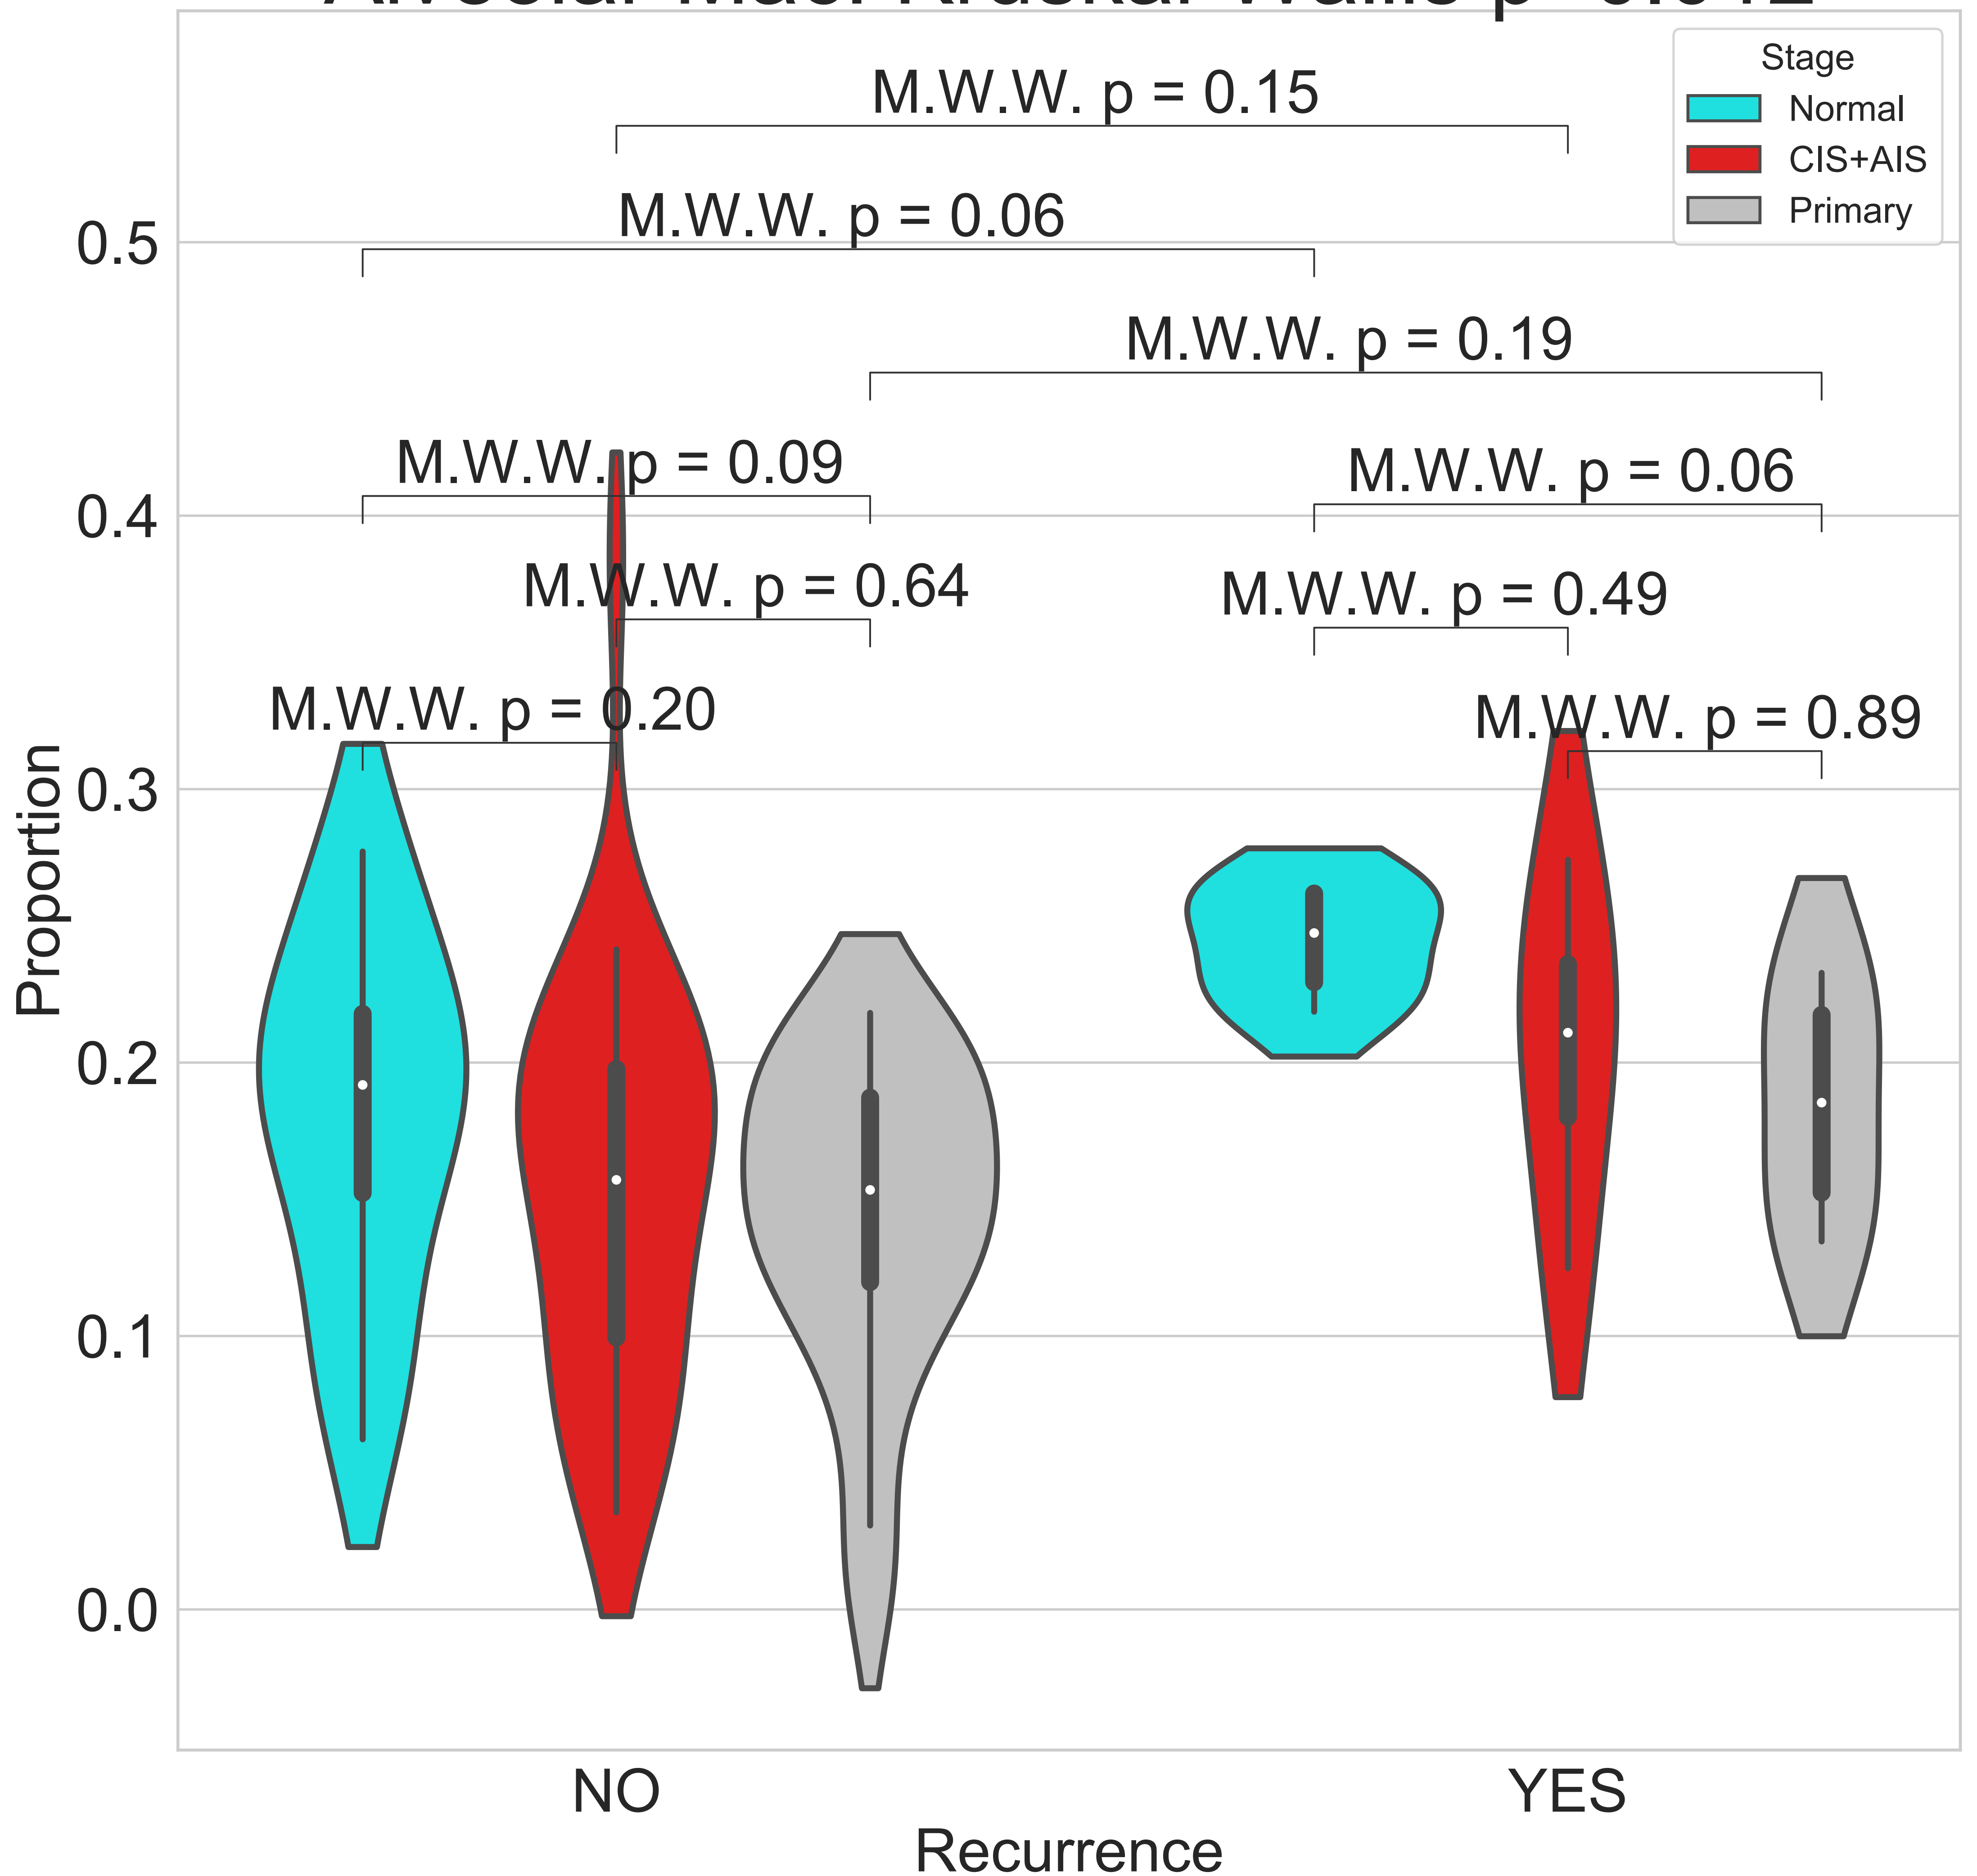 Stage
Normal
CIS+AIS
Primary
M.W.W. p = 0.15
M.W.W. p = 0.06
M.W.W. p = 0.19
M.W.W. p = 0.09
M.W.W. p = 0.06
M.W.W. p = 0.64
M.W.W. p = 0.49
M.W.W. p = 0.20
M.W.W. p = 0.89
0.5
0.4
0.3
0.2
0.1
0.0
Proportion
NO
YES
Recurrence